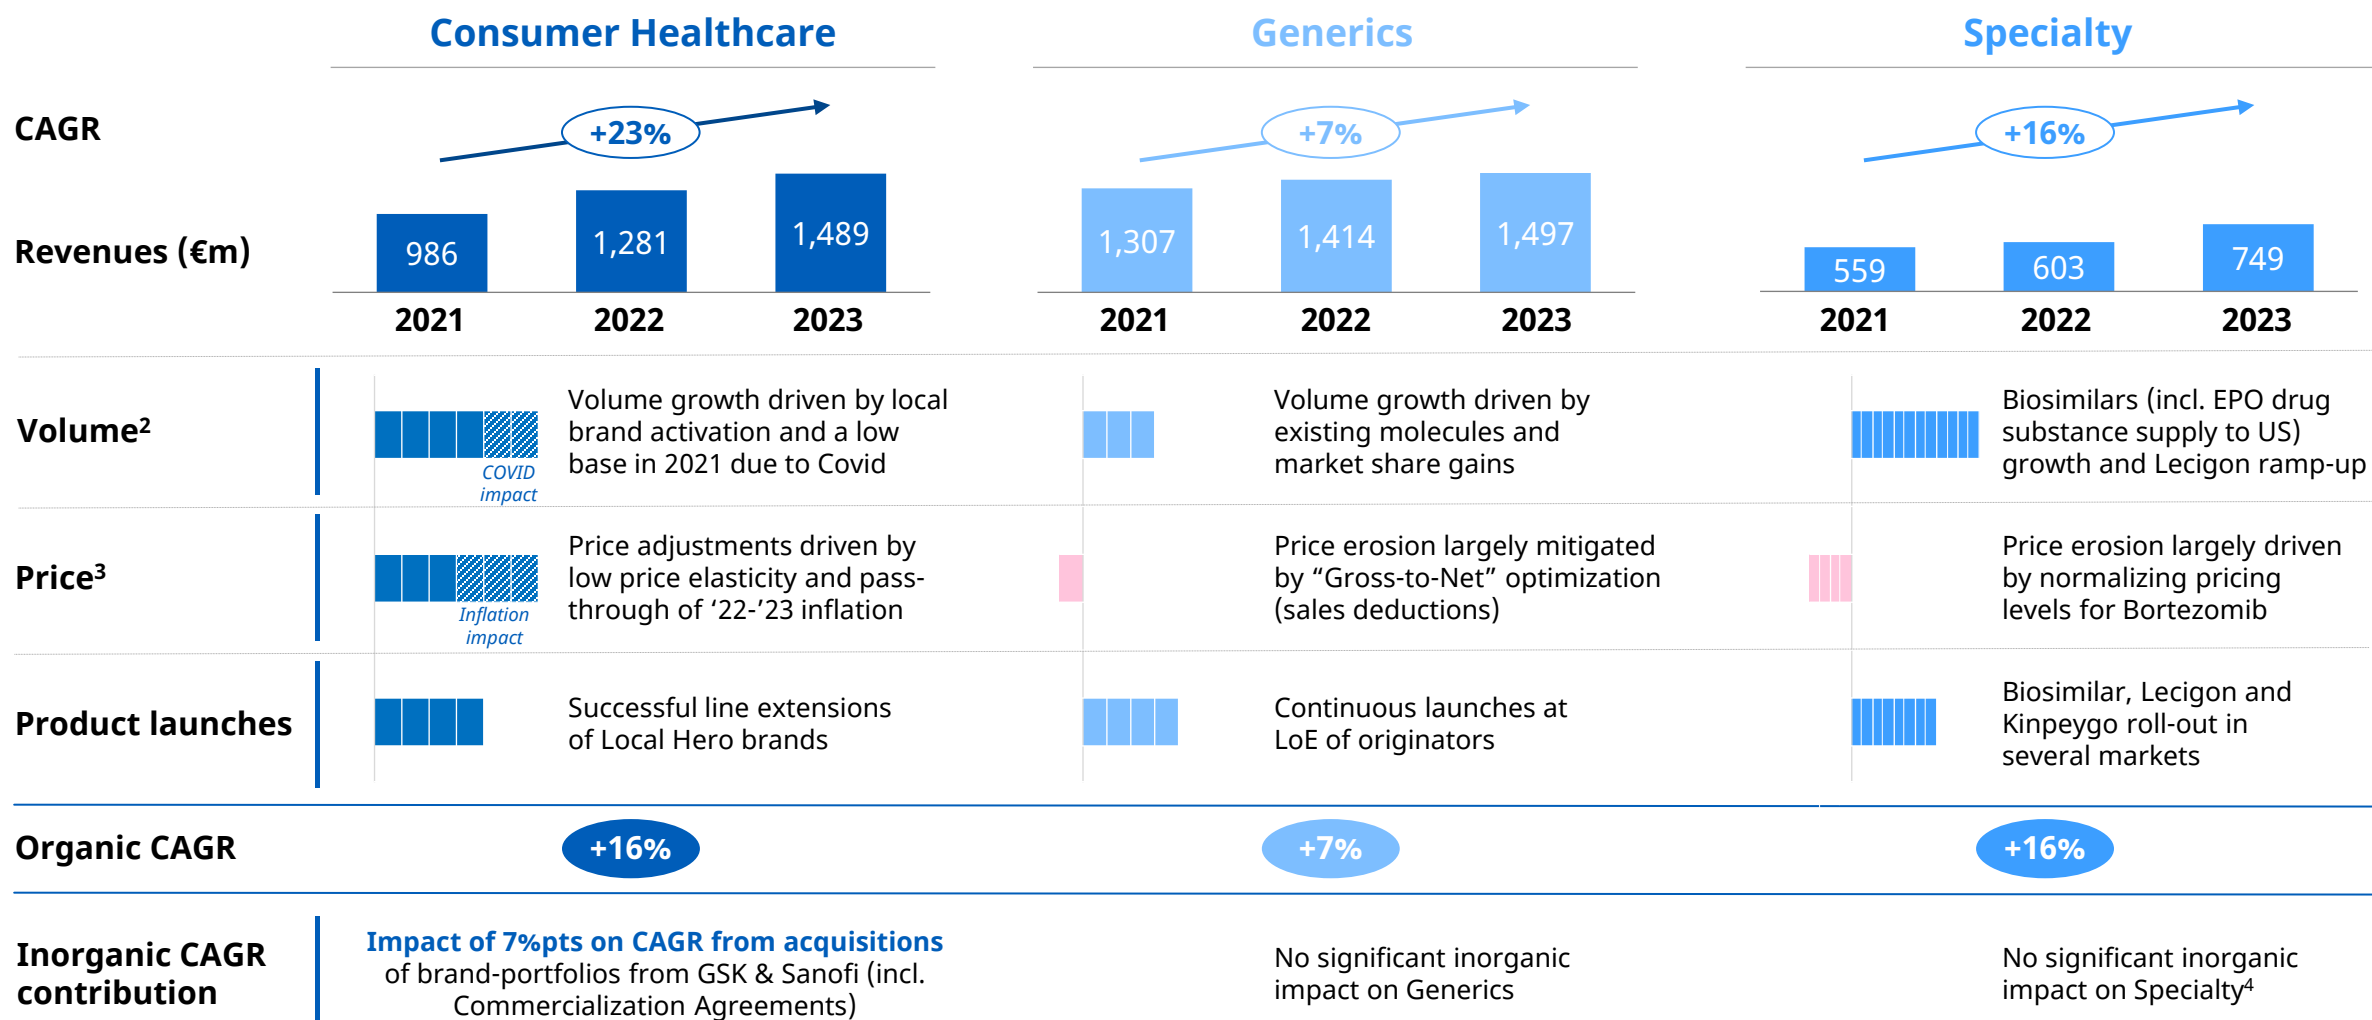 Consumer Healthcare
Generics
Specialty
CAGR
+23%
+7%
+16%
Revenues (€m)
986
1,281
1,489
1,307
1,414
1,497
559
603
749
2021
2022
2023
2021
2022
2023
2021
2022
2023
Volume²
COVID
impact
Volume growth driven by local
brand activation and a low
base in 2021 due to Covid
Volume growth driven by
existing molecules and
market share gains
Biosimilars (incl. EPO drug
substance supply to US)
growth and Lecigon ramp-up
Price³
Inflation
impact
Price adjustments driven by
low price elasticity and pass-
through of ‘22-’23 inflation
Price erosion largely mitigated
by “Gross-to-Net” optimization
(sales deductions)
Price erosion largely driven
by normalizing pricing
levels for Bortezomib
Product launches
Successful line extensions
of Local Hero brands
Continuous launches at
LoE of originators
Biosimilar, Lecigon and
Kinpeygo roll-out in
several markets
Organic CAGR
+16%
+7%
+16%
Inorganic CAGR
contribution
Impact of 7%pts on CAGR from acquisitions
of brand-portfolios from GSK & Sanofi (incl.
Commercialization Agreements)
No significant inorganic
impact on Generics
No significant inorganic
impact on Specialty⁴